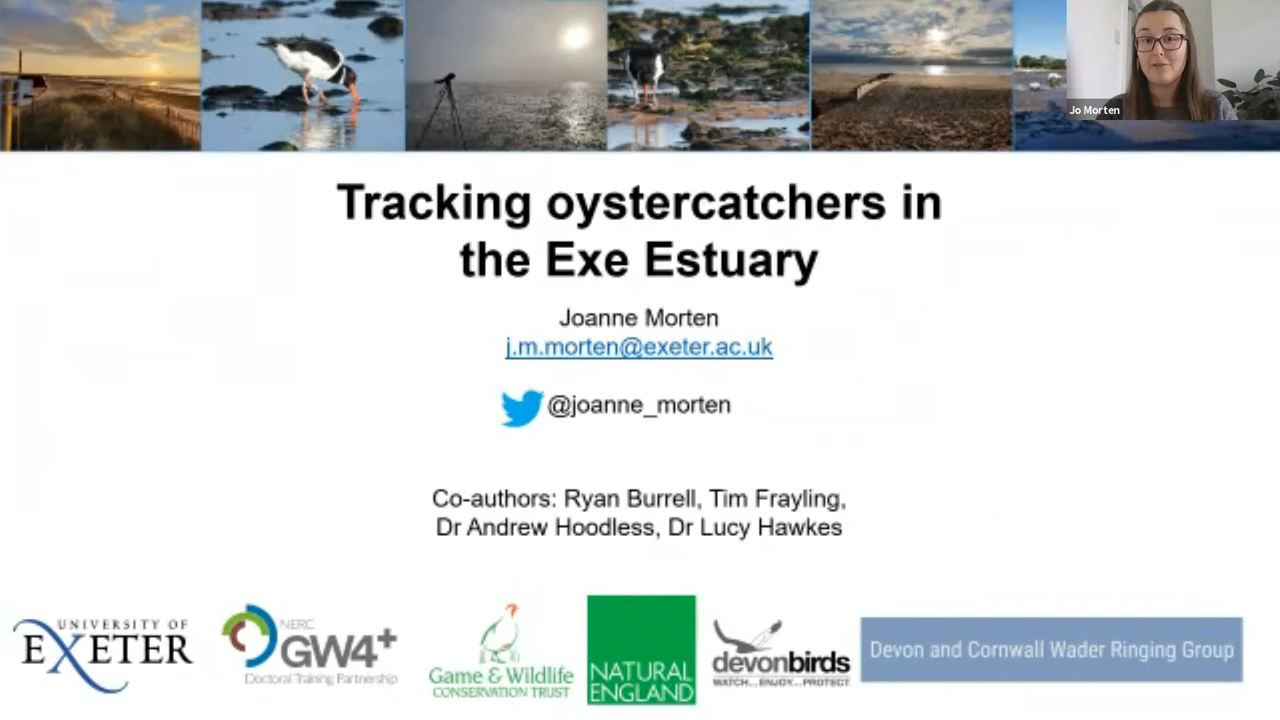 Jo Morten
Tracking oystercatchers in
the Exe Estuary
Joanne Morten
j.m.morten@exeter.ac.uk
@joanne_morten
Co-authors: Ryan Burrell, Tim Frayling,
Dr Andrew Hoodless, Dr Lucy Hawkes
UNIVERSITY OF
EXETER
NERC
GW4+
Doctoral Training Partnership
Game & Wildlife
CONSERVATION TRUST
NATURAL
ENGLAND
devonbirds
WATCH...ENJOY...PROTECT
Devon and Cornwall Wader Ringing Group